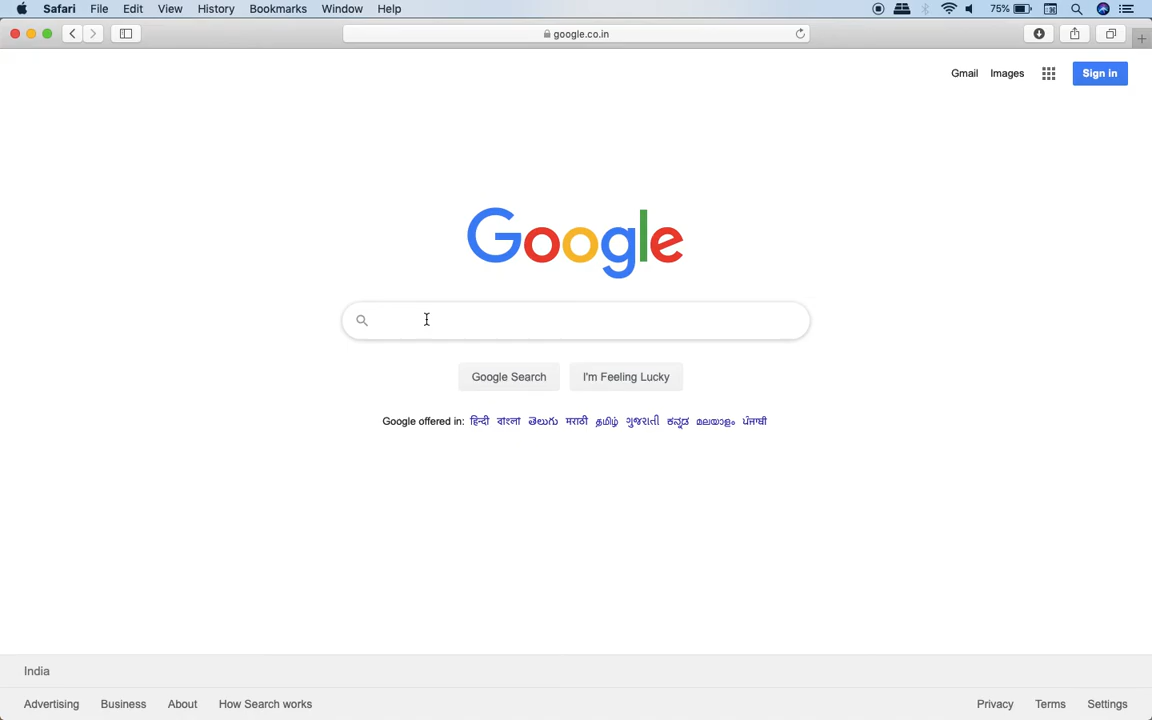 Safari File Edit View History Bookmarks Window Help 75%
google.co.in
Gmail Images Sign in
Google
Google Search I'm Feeling Lucky
Google offered in: हिन्दी বাংলা తెలుగు मराठी தமிழ் ગુજરાતી ಕನ್ನಡ മലയാളം ਪੰਜਾਬੀ
India
Advertising Business About How Search works Privacy Terms Settings